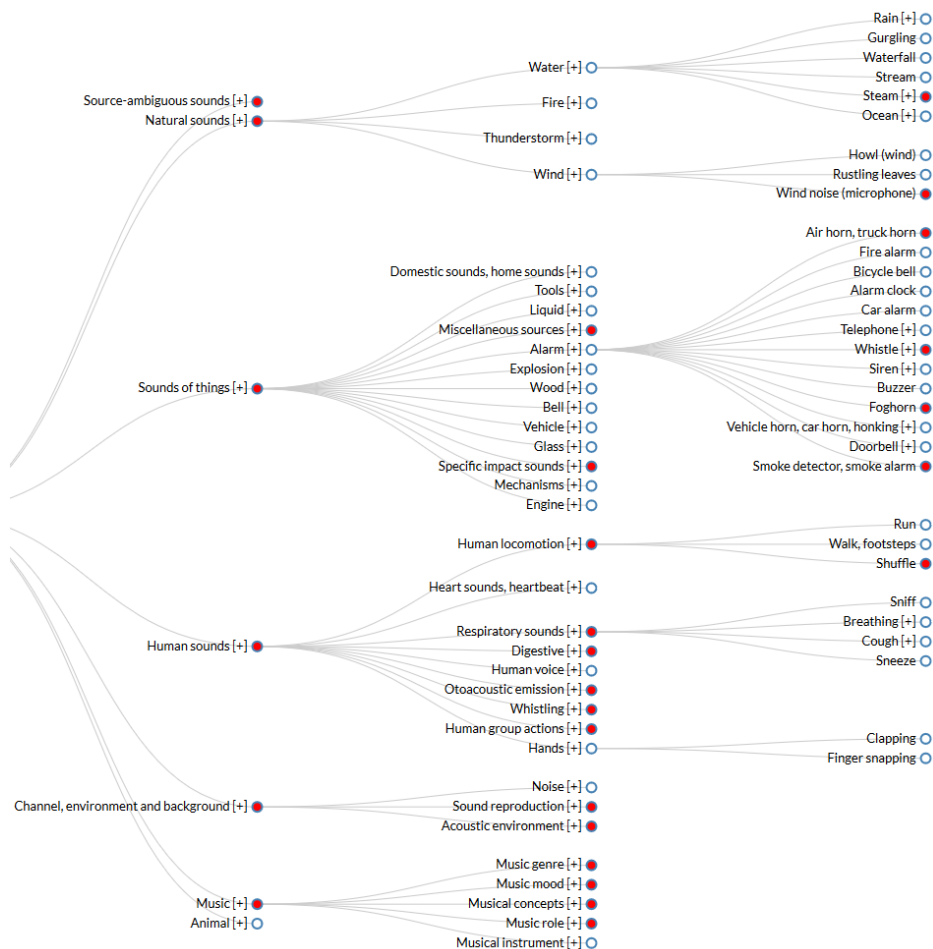 Rain [+]
Gurgling
Waterfall
Water [+]
Stream
Steam [+]
Source-ambiguous sounds [+]
Fire [+]
Ocean [+]
Natural sounds [+]
Thunderstorm [+]
Howl (wind)
Wind [+]
Rustling leaves
Wind noise (microphone)
Air horn, truck horn
Fire alarm
Domestic sounds, home sounds [+]
Bicycle bell
Tools [+]
Alarm clock
Liquid [+]
Car alarm
Miscellaneous sources [+]
Telephone [+]
Alarm [+]
Whistle [+]
Explosion [+]
Siren [+]
Sounds of things [+]
Wood [+]
Buzzer
Bell [+]
Foghorn
Vehicle [+]
Vehicle horn, car horn, honking [+]
Glass [+]
Doorbell [+]
Specific impact sounds [+]
Smoke detector, smoke alarm
Mechanisms [+]
Engine [+]
Run
Human locomotion [+]
Walk, footsteps
Shuffle
Heart sounds, heartbeat [+]
Sniff
Breathing [+]
Respiratory sounds [+]
Cough [+]
Human sounds [+]
Digestive [+]
Sneeze
Human voice [+]
Otoacoustic emission [+]
Whistling [+]
Human group actions [+]
Clapping
Hands [+]
Finger snapping
Noise [+]
Channel, environment and background [+]
Sound reproduction [+]
Acoustic environment [+]
Music genre [+]
Music mood [+]
Music [+]
Musical concepts [+]
Animal [+]
Music role [+]
Musical instrument [+]